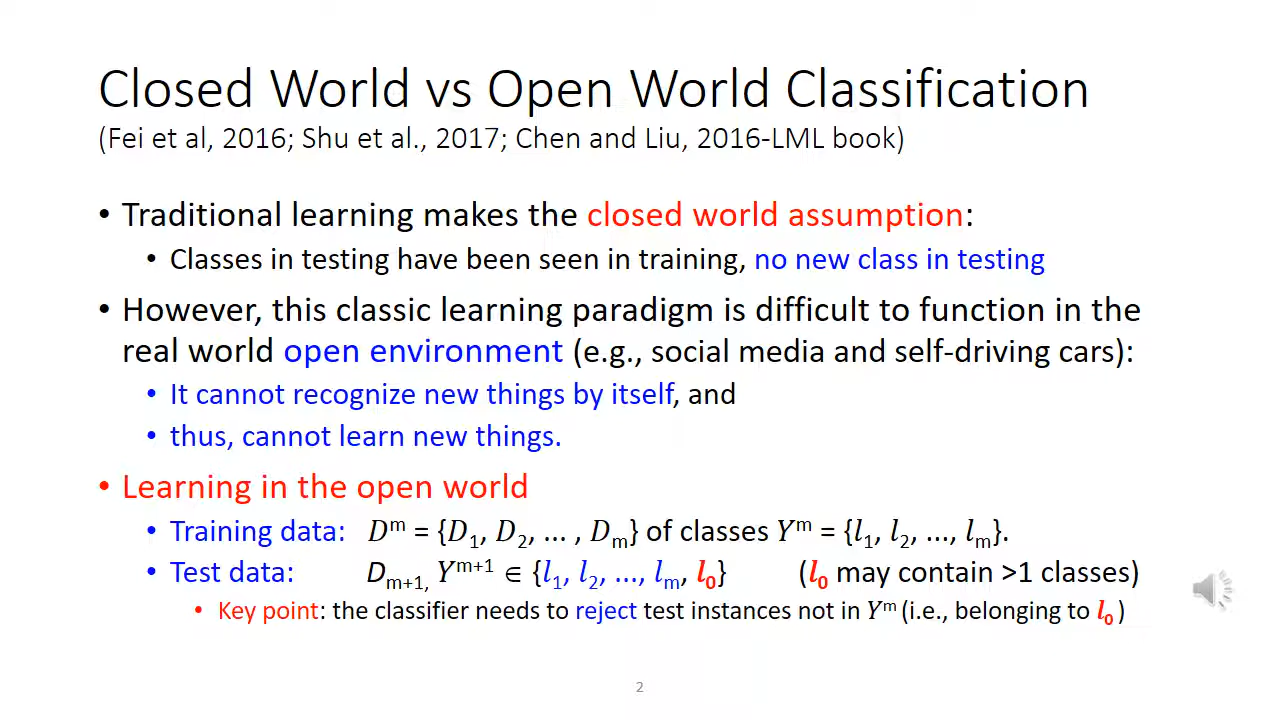 Closed World vs Open World Classification
(Fei et al, 2016; Shu et al., 2017; Chen and Liu, 2016-LML book)
• Traditional learning makes the closed world assumption:
• Classes in testing have been seen in training, no new class in testing
• However, this classic learning paradigm is difficult to function in the
real world open environment (e.g., social media and self-driving cars):
• It cannot recognize new things by itself, and
• thus, cannot learn new things.
• Learning in the open world
• Training data: Dᵐ = {D₁, D₂, ... , Dₘ} of classes Yᵐ = {l₁, l₂, ..., lₘ}.
• Test data: Dₘ₊₁, Yᵐ⁺¹ ∈ {l₁, l₂, ..., lₘ, l₀} (l₀ may contain >1 classes)
• Key point: the classifier needs to reject test instances not in Yᵐ (i.e., belonging to l₀ )
2